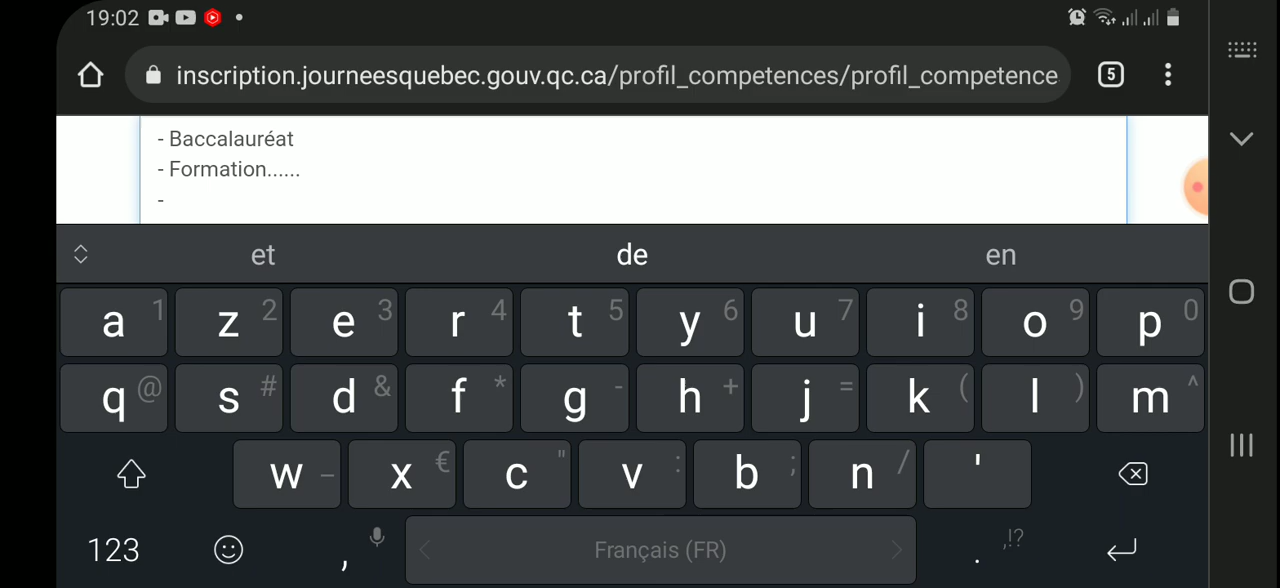 19:02
inscription.journeesquebec.gouv.qc.ca/profil_competences/profil_competence
5
- Baccalauréat
- Formation......
-
et de en
a 1 z 2 e 3 r 4 t 5 y 6 u 7 i 8 o 9 p 0
q @ s # d & f * g - h + j = k ( l ) m ^
w _ x € c " v : b ; n / '
123 , Français (FR) . ,!?